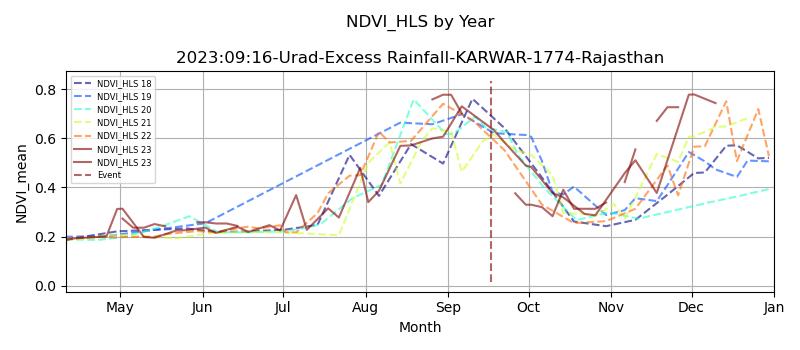 NDVI_HLS by Year
2023:09:16-Urad-Excess Rainfall-KARWAR-1774-Rajasthan
NDVI_mean
0.8
0.6
0.4
0.2
0.0
NDVI_HLS 18
NDVI_HLS 19
NDVI_HLS 20
NDVI_HLS 21
NDVI_HLS 22
NDVI_HLS 23
NDVI_HLS 23
Event
May Jun Jul Aug Sep Oct Nov Dec Jan
Month